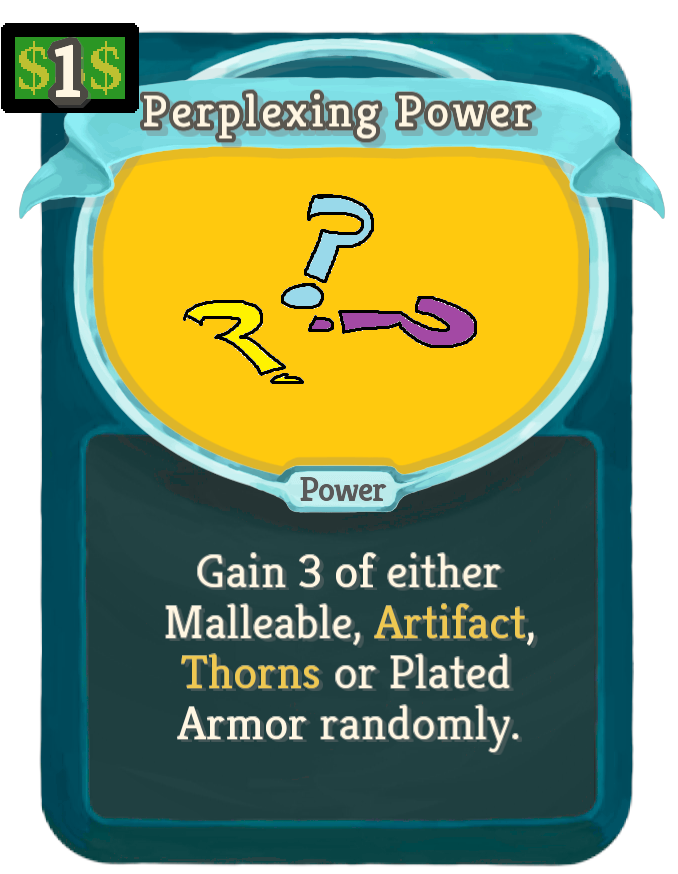 $1$
Perplexing Power
? ? ?
Power
Gain 3 of either
Malleable, Artifact,
Thorns or Plated
Armor randomly.